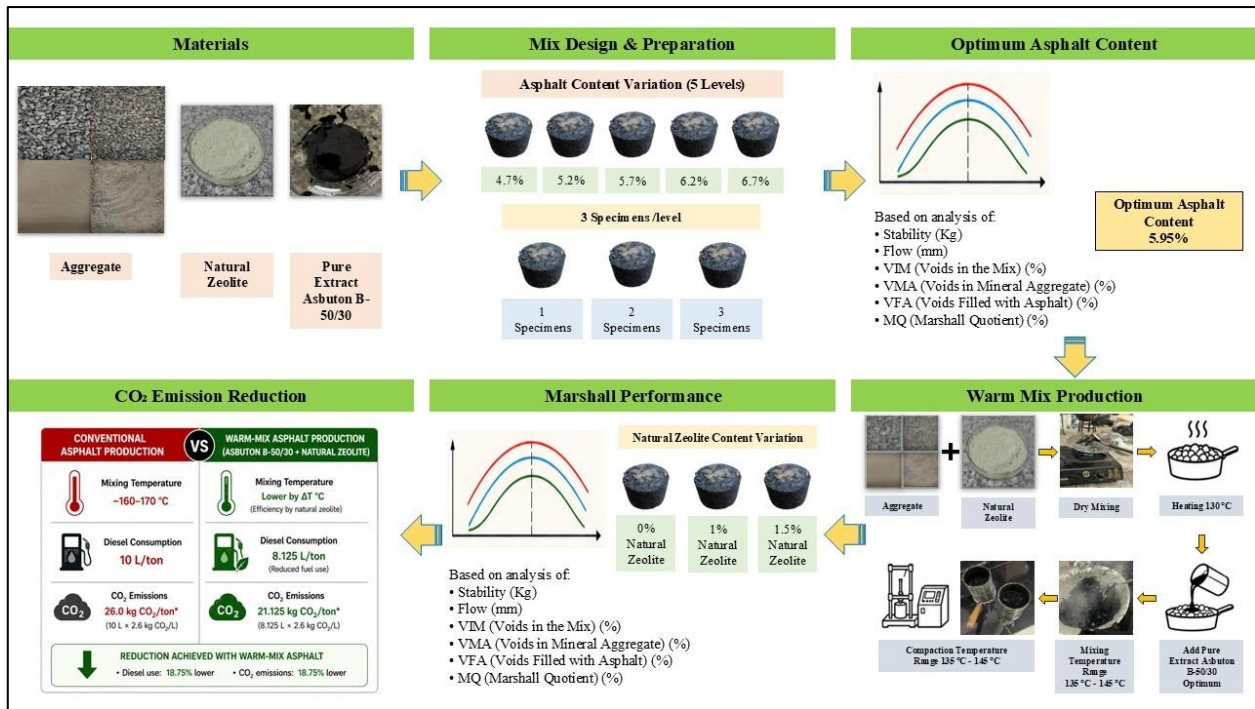 Materials
Aggregate
Natural
Zeolite
Pure
Extract
Asbuton B-
50/30
Mix Design & Preparation
Asphalt Content Variation (5 Levels)
4.7%
5.2%
5.7%
6.2%
6.7%
3 Specimens /level
1
Specimens
2
Specimens
3
Specimens
Optimum Asphalt Content
Based on analysis of:
• Stability (Kg)
• Flow (mm)
• VIM (Voids in the Mix) (%)
• VMA (Voids in Mineral Aggregate) (%)
• VFA (Voids Filled with Asphalt) (%)
• MQ (Marshall Quotient) (%)
Optimum Asphalt
Content
5.95%
Warm Mix Production
Aggregate
+
Natural
Zeolite
Dry Mixing
Heating 130°C
Add Pure
Extract Asbuton
B-50/30
Optimum
Mixing
Temperature
Range
135 °C - 145 °C
Compaction Temperature
Range 135 °C - 145 °C
Marshall Performance
Natural Zeolite Content Variation
0%
Natural
Zeolite
1%
Natural
Zeolite
1.5%
Natural
Zeolite
Based on analysis of:
• Stability (Kg)
• Flow (mm)
• VIM (Voids in the Mix) (%)
• VMA (Voids in Mineral Aggregate) (%)
• VFA (Voids Filled with Asphalt) (%)
• MQ (Marshall Quotient) (%)
CO₂ Emission Reduction
CONVENTIONAL
ASPHALT PRODUCTION
VS
WARM-MIX ASPHALT PRODUCTION
(ASBUTON B-50/30 + NATURAL ZEOLITE)
Mixing Temperature
~160–170 °C
Mixing Temperature
Lower by ΔT °C
(Efficiency by natural zeolite)
Diesel Consumption
10 L/ton
Diesel Consumption
8.125 L/ton
(Reduced fuel use)
CO₂
CO₂ Emissions
26.0 kg CO₂/ton*
(10 L × 2.6 kg CO₂/L)
CO₂
CO₂ Emissions
21.125 kg CO₂/ton*
(8.125 L × 2.6 kg CO₂/L)
REDUCTION ACHIEVED WITH WARM-MIX ASPHALT
• Diesel use: 18.75% lower
• CO₂ emissions: 18.75% lower